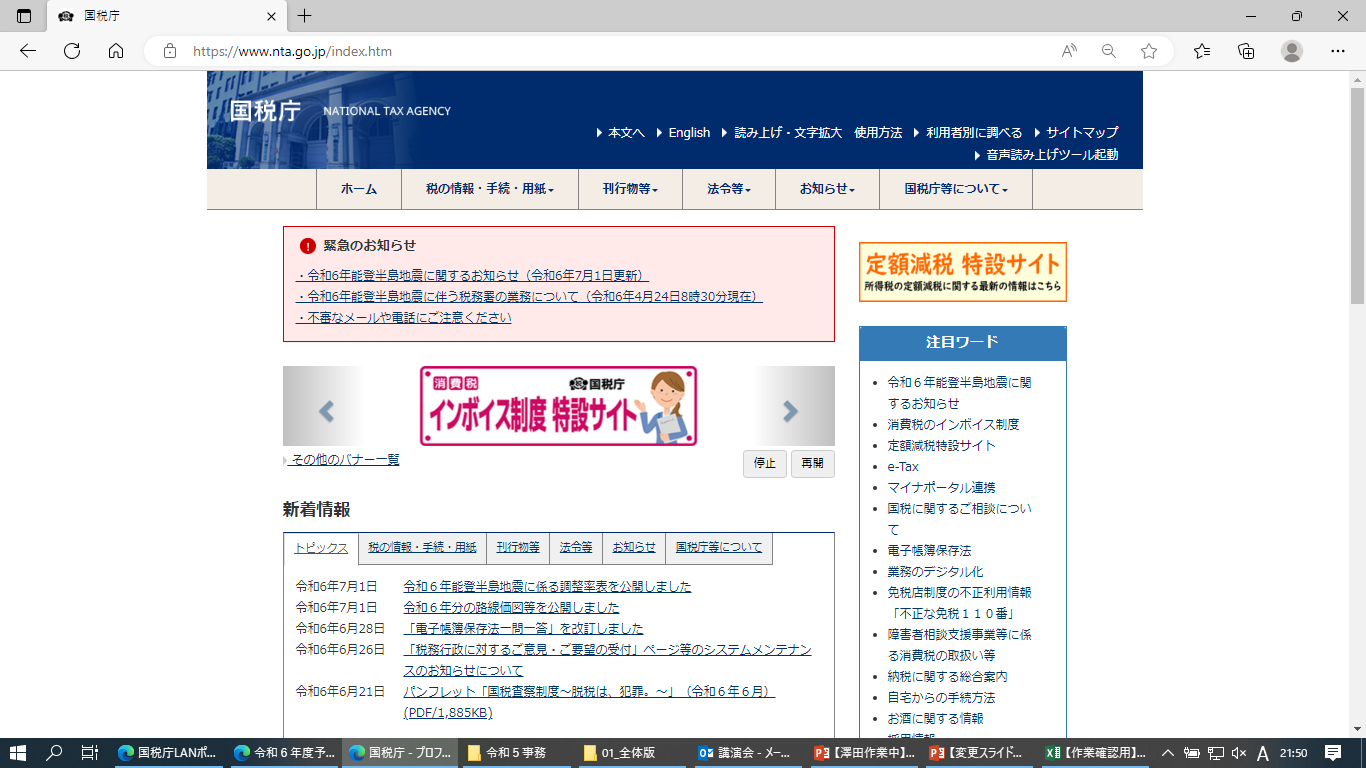 国税庁
https://www.nta.go.jp/index.htm
国税庁 NATIONAL TAX AGENCY
本文へ English 読み上げ・文字拡大 使用方法 利用者別に調べる サイトマップ
音声読み上げツール起動
ホーム 税の情報・手続・用紙 刊行物等 法令等 お知らせ 国税庁等について
緊急のお知らせ
・令和6年能登半島地震に関するお知らせ（令和6年7月1日更新）
・令和6年能登半島地震に伴う税務署の業務について（令和6年4月24日8時30分現在）
・不審なメールや電話にご注意ください
消費税 国税庁
インボイス制度 特設サイト
その他のバナー一覧
停止 再開
新着情報
トピックス 税の情報・手続・用紙 刊行物等 法令等 お知らせ 国税庁等について
令和6年7月1日 令和６年能登半島地震に係る調整率表を公開しました
令和6年7月1日 令和６年分の路線価図等を公開しました
令和6年6月28日 「電子帳簿保存法一問一答」を改訂しました
令和6年6月26日 「税務行政に対するご意見・ご要望の受付」ページ等のシステムメンテナン
スのお知らせについて
令和6年6月21日 パンフレット「国税査察制度～脱税は、犯罪。～」（令和６年６月）
(PDF/1,885KB)
定額減税 特設サイト
所得税の定額減税に関する最新の情報はこちら
注目ワード
令和６年能登半島地震に関
するお知らせ
消費税のインボイス制度
定額減税特設サイト
e-Tax
マイナポータル連携
国税に関するご相談につい
て
電子帳簿保存法
業務のデジタル化
免税店制度の不正利用情報
「不正な免税１１０番」
障害者相談支援事業等に係
る消費税の取扱い等
納税に関する総合案内
自宅からの手続方法
お酒に関する情報
採用情報
国税庁LANポ... 令和６年度予... 国税庁 - プロフ... 令和５事務 01_全体版 講演会 - メー... 【澤田作業中】... 【変更スライド... 【作業確認用】... A 21:50